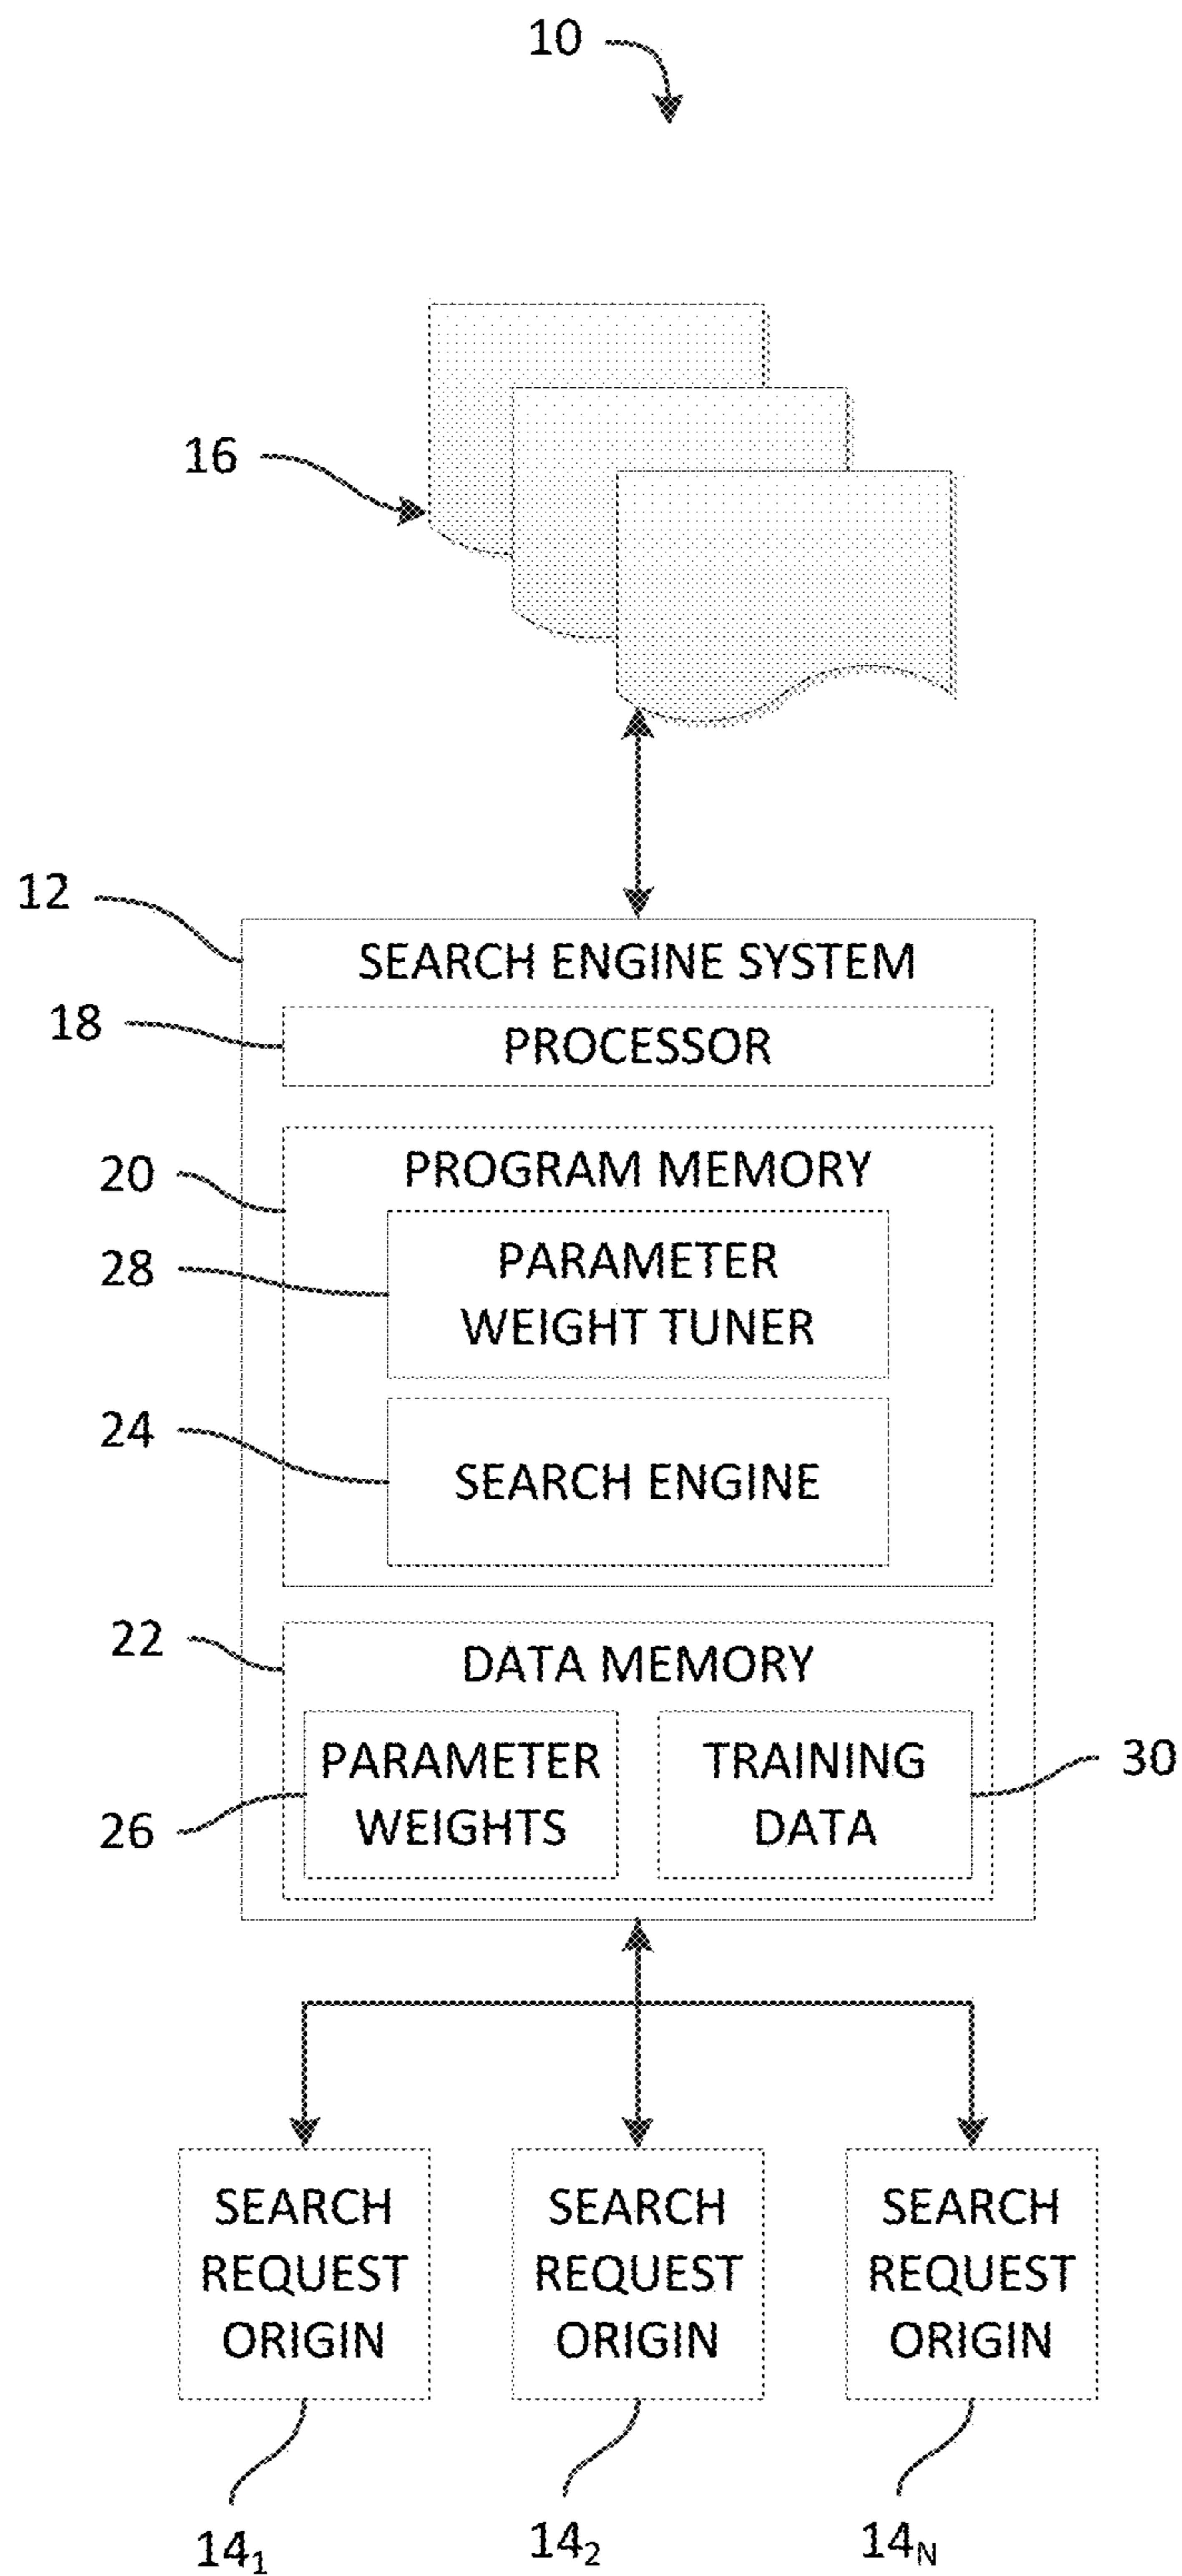 10
16
12
SEARCH ENGINE SYSTEM
18
PROCESSOR
20
PROGRAM MEMORY
28
PARAMETER
WEIGHT TUNER
24
SEARCH ENGINE
22
DATA MEMORY
PARAMETER
WEIGHTS
26
TRAINING
DATA
30
SEARCH
REQUEST
ORIGIN
SEARCH
REQUEST
ORIGIN
SEARCH
REQUEST
ORIGIN
14₁
14₂
14_N